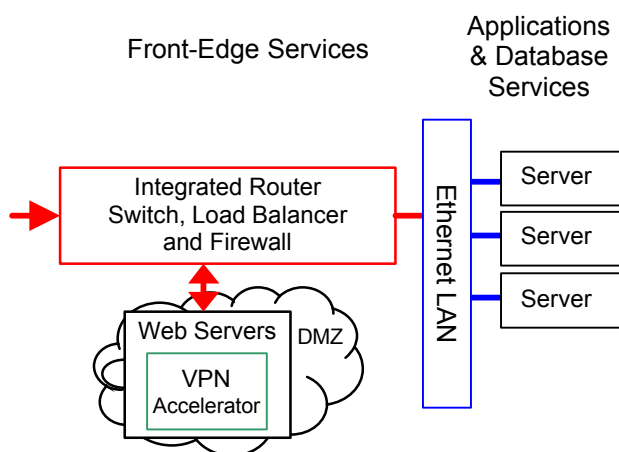 Front-Edge Services
Applications
& Database
Services
Integrated Router
Switch, Load Balancer
and Firewall
Ethernet LAN
Server
Server
Server
Web Servers
DMZ
VPN
Accelerator